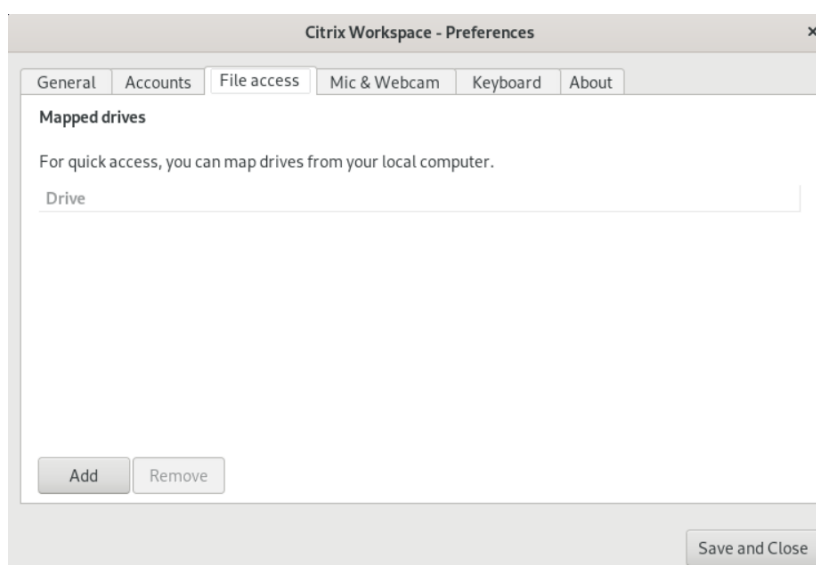 Citrix Workspace - Preferences ×
General Accounts File access Mic & Webcam Keyboard About
Mapped drives
For quick access, you can map drives from your local computer.
Drive
Add Remove
Save and Close